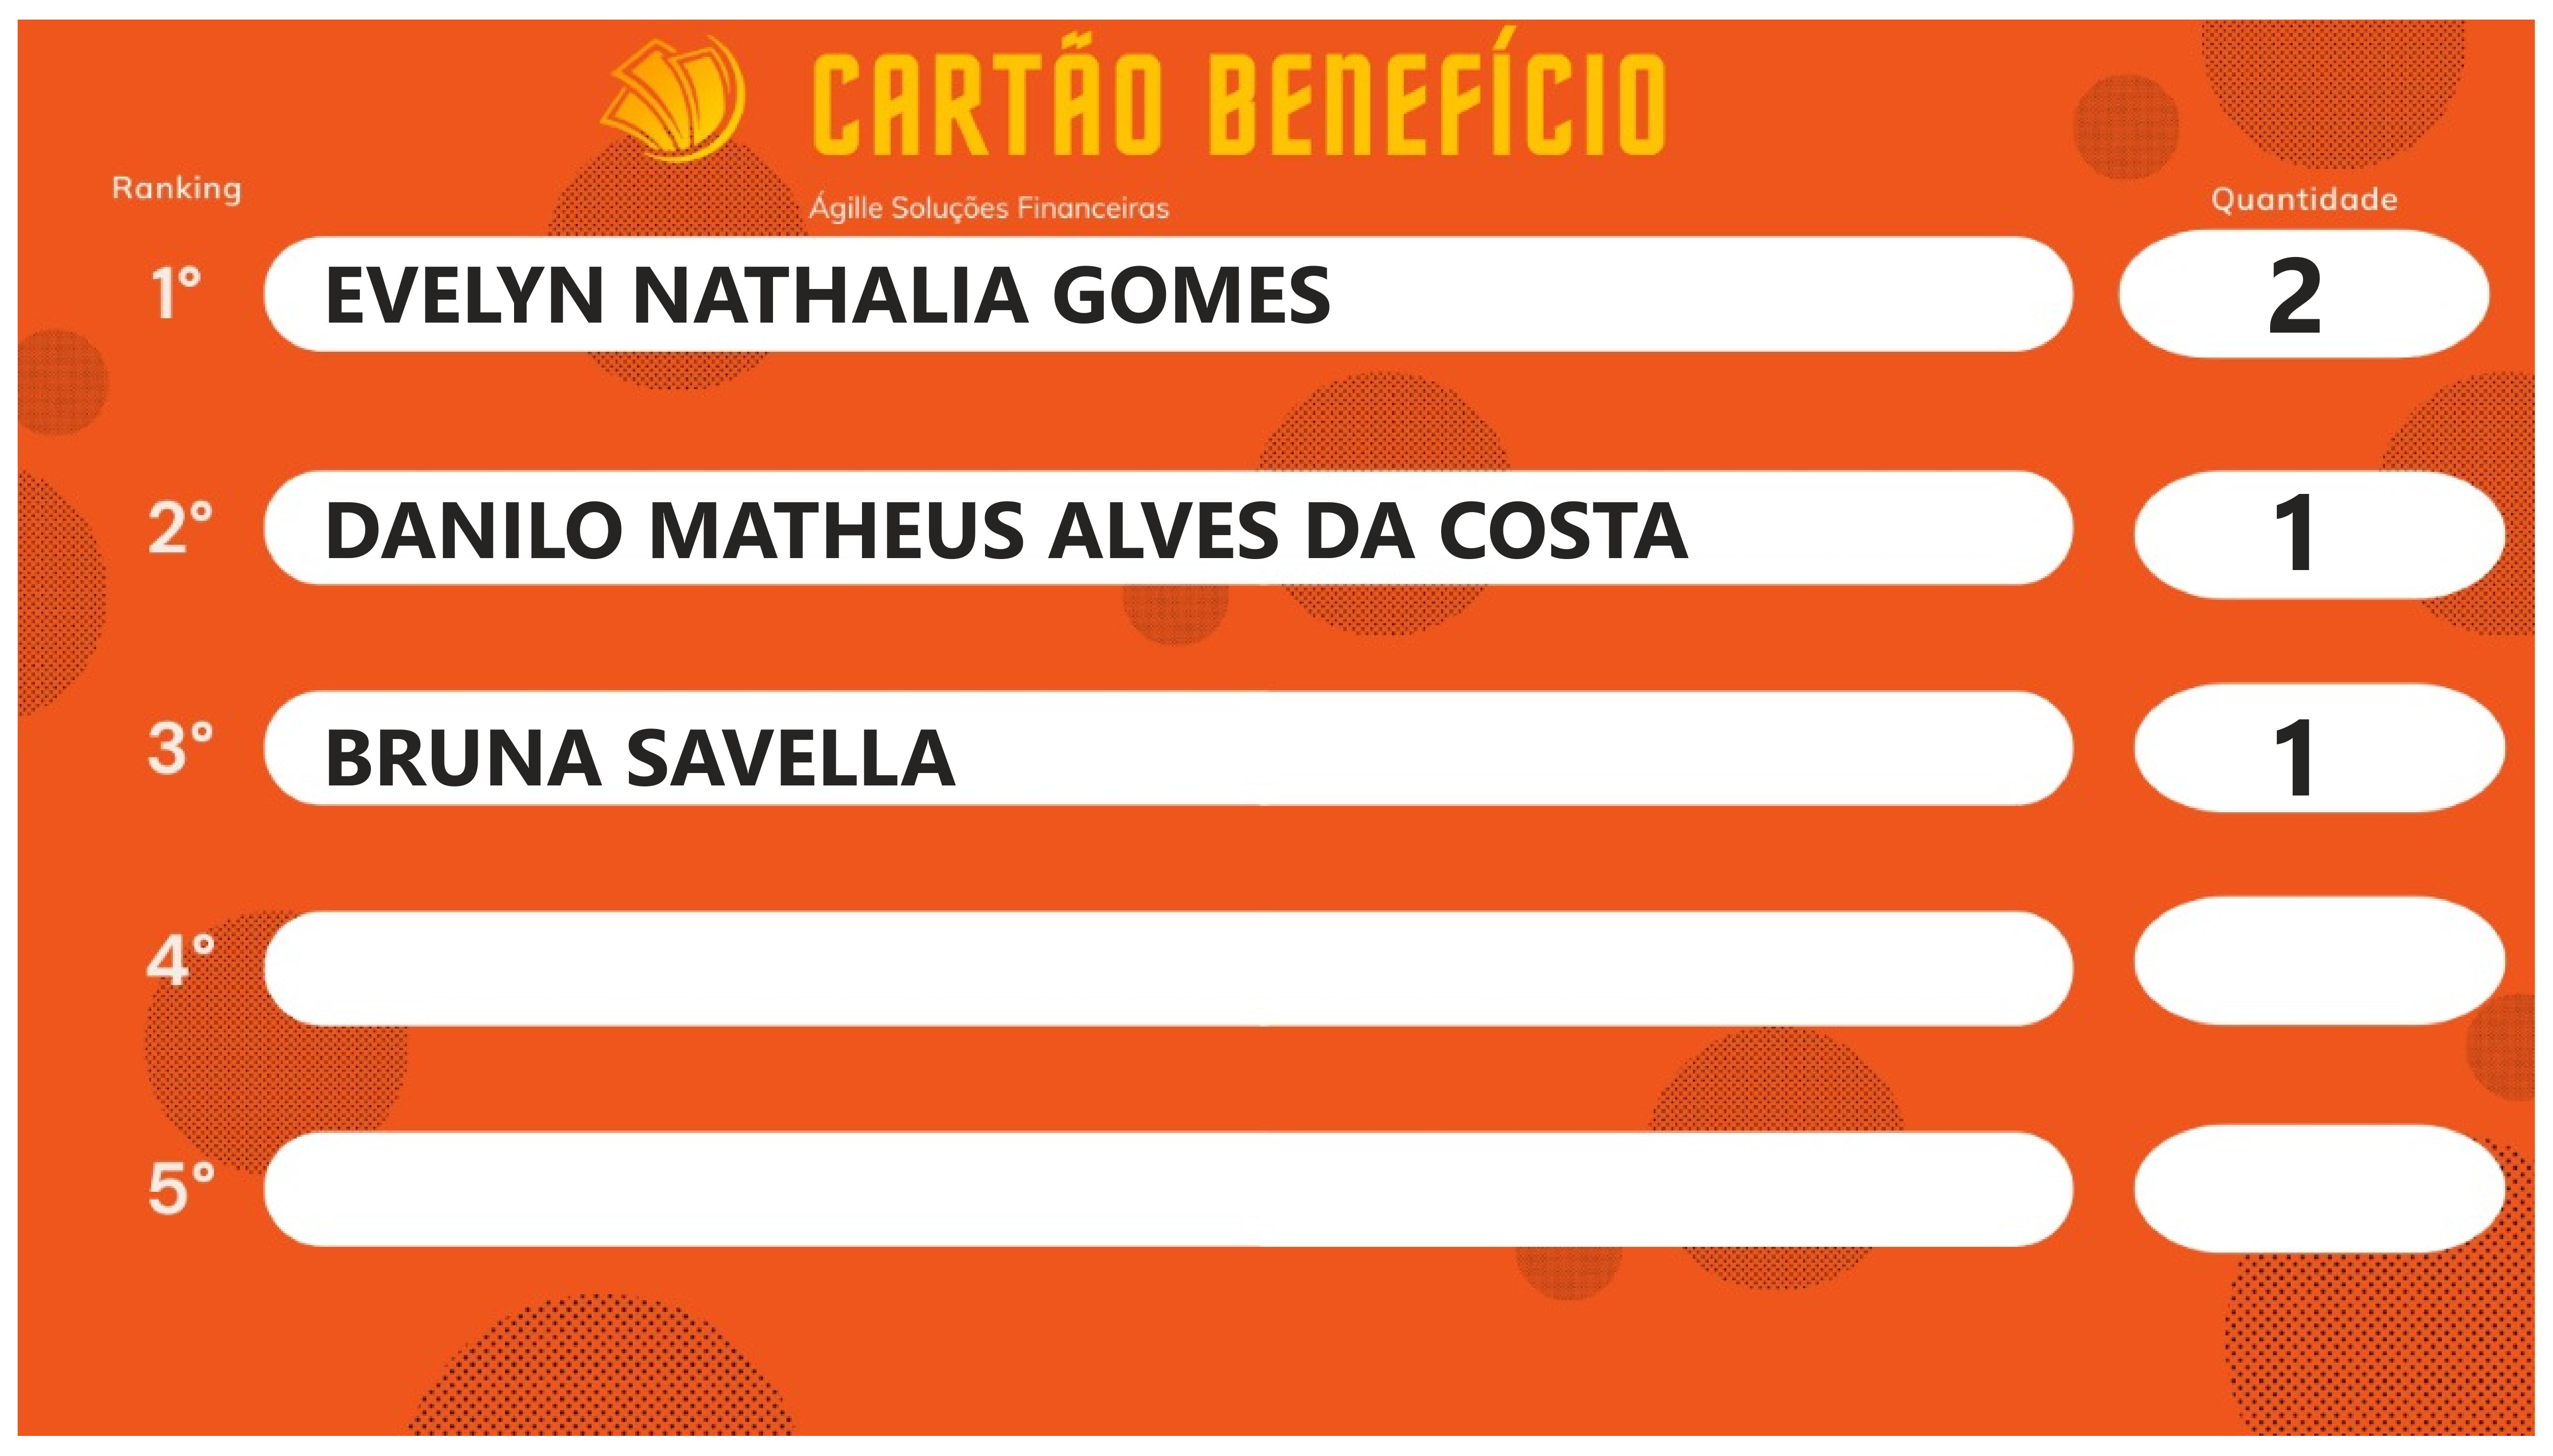 CARTÃO BENEFÍCIO
Ranking
Ágille Soluções Financeiras
Quantidade
1° EVELYN NATHALIA GOMES 2
2° DANILO MATHEUS ALVES DA COSTA 1
3° BRUNA SAVELLA 1
4°
5°